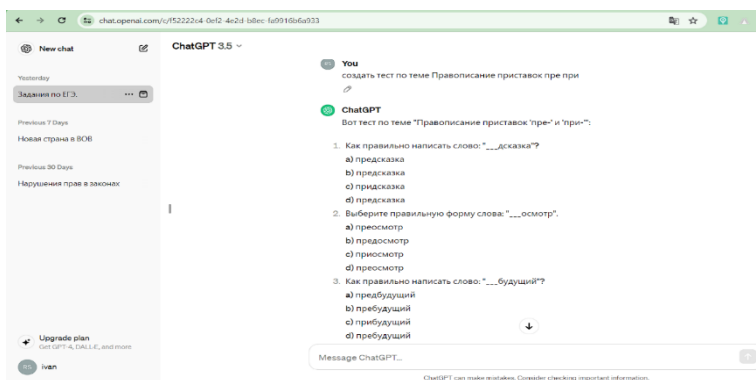 chat.openai.com/c/f52222c4-0ef2-4e2d-b8ec-fa9916b6a933
New chat
Yesterday
Задания по ЕГЭ.
Previous 7 Days
Новая страна в ВОВ
Previous 30 Days
Нарушения прав в законах
Upgrade plan
Get GPT-4, DALL·E, and more
RS ivan
ChatGPT 3.5
You
создать тест по теме Правописание приставок пре при
ChatGPT
Вот тест по теме "Правописание приставок 'пре-' и 'при-'":
1. Как правильно написать слово: "___дсказка"?
a) предсказка
b) предсказка
c) придсказка
d) предсказка
2. Выберите правильную форму слова: "___осмотр".
a) преосмотр
b) предосмотр
c) приосмотр
d) преосмотр
3. Как правильно написать слово: "___будущий"?
a) предбудущий
b) пребудущий
c) прибудущий
d) пребудущий
Message ChatGPT...
ChatGPT can make mistakes. Consider checking important information.